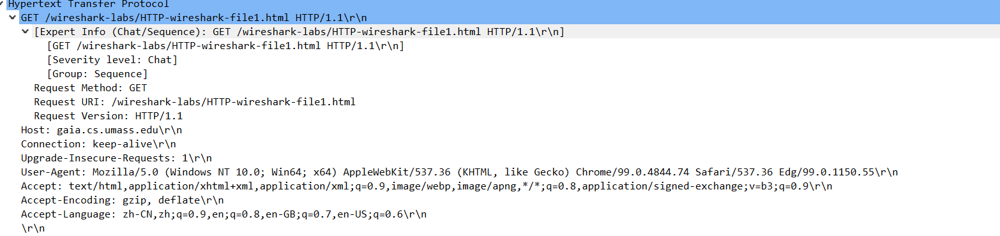 Hypertext Transfer Protocol
GET /wireshark-labs/HTTP-wireshark-file1.html HTTP/1.1\r\n
[Expert Info (Chat/Sequence): GET /wireshark-labs/HTTP-wireshark-file1.html HTTP/1.1\r\n]
[GET /wireshark-labs/HTTP-wireshark-file1.html HTTP/1.1\r\n]
[Severity level: Chat]
[Group: Sequence]
Request Method: GET
Request URI: /wireshark-labs/HTTP-wireshark-file1.html
Request Version: HTTP/1.1
Host: gaia.cs.umass.edu\r\n
Connection: keep-alive\r\n
Upgrade-Insecure-Requests: 1\r\n
User-Agent: Mozilla/5.0 (Windows NT 10.0; Win64; x64) AppleWebKit/537.36 (KHTML, like Gecko) Chrome/99.0.4844.74 Safari/537.36 Edg/99.0.1150.55\r\n
Accept: text/html,application/xhtml+xml,application/xml;q=0.9,image/webp,image/apng,*/*;q=0.8,application/signed-exchange;v=b3;q=0.9\r\n
Accept-Encoding: gzip, deflate\r\n
Accept-Language: zh-CN,zh;q=0.9,en;q=0.8,en-GB;q=0.7,en-US;q=0.6\r\n
\r\n